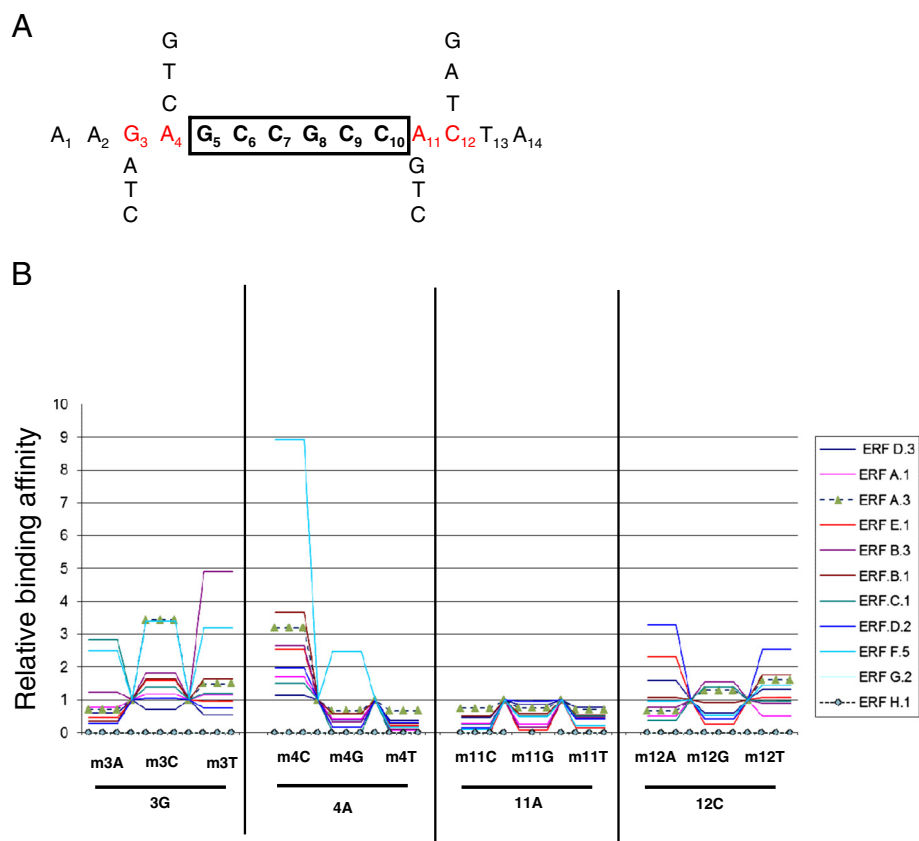 A
G G
T A
C T
A1 A2 G3 A4 G5 C6 C7 G8 C9 C10 A11 C12 T13 A14
A G
T T
C C
B
Relative binding affinity
10
9
8
7
6
5
4
3
2
1
0
m3A m3C m3T m4C m4G m4T m11C m11G m11T m12A m12G m12T
3G 4A 11A 12C
ERF D.3
ERF A.1
ERF A.3
ERF E.1
ERF B.3
ERF.B.1
ERF.C.1
ERF.D.2
ERF F.5
ERF G.2
ERF H.1